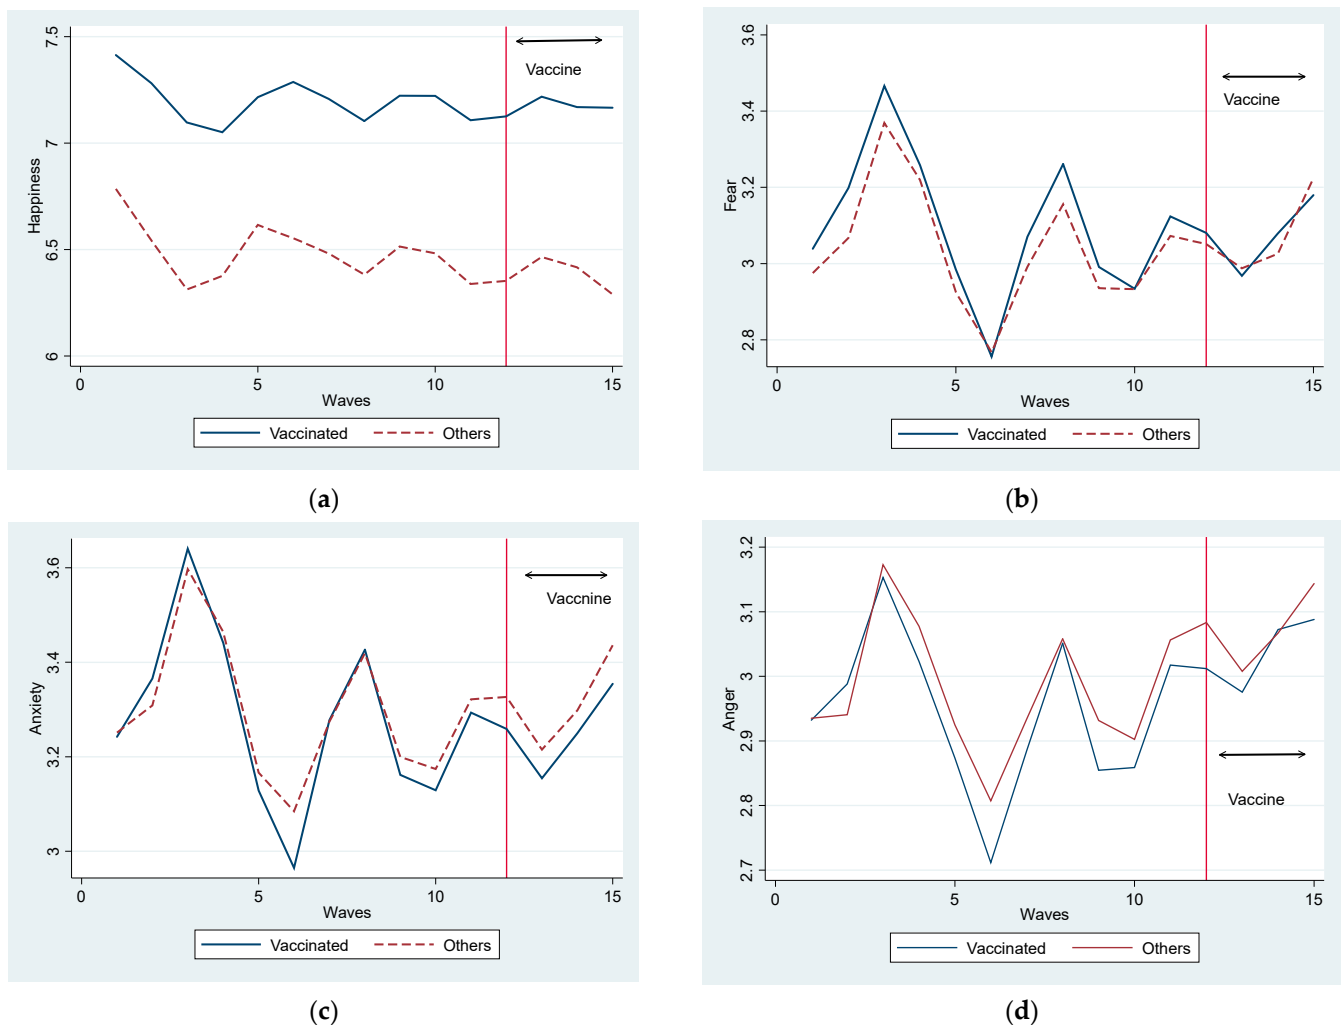 7.5
7
6.5
6
Happiness
Vaccine
0 5 10 15
Waves
Vaccinated Others
(a)
3.6
3.4
3.2
3
2.8
Fear
Vaccine
0 5 10 15
Waves
Vaccinated Others
(b)
3.6
3.4
3.2
3
Anxiety
Vaccnine
0 5 10 15
Waves
Vaccinated Others
(c)
3.2
3.1
3
2.9
2.8
2.7
Anger
Vaccine
0 5 10 15
Waves
Vaccinated Others
(d)